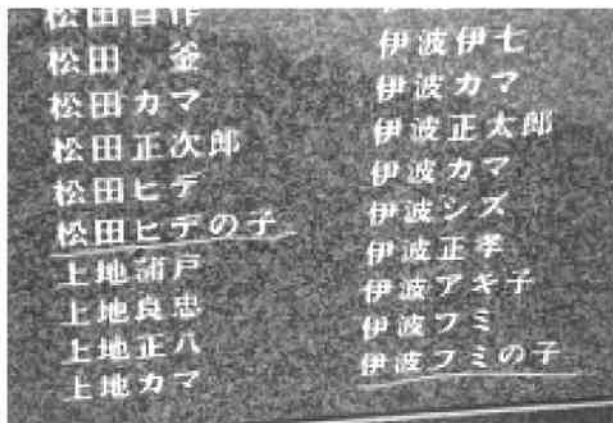 松田　釜
松田カマ
松田正次郎
松田ヒデ
松田ヒデの子
上地蒲戸
上地良忠
上地正八
上地カマ
伊波伊七
伊波カマ
伊波正太郎
伊波カマ
伊波シズ
伊波正孝
伊波アキ子
伊波フミ
伊波フミの子